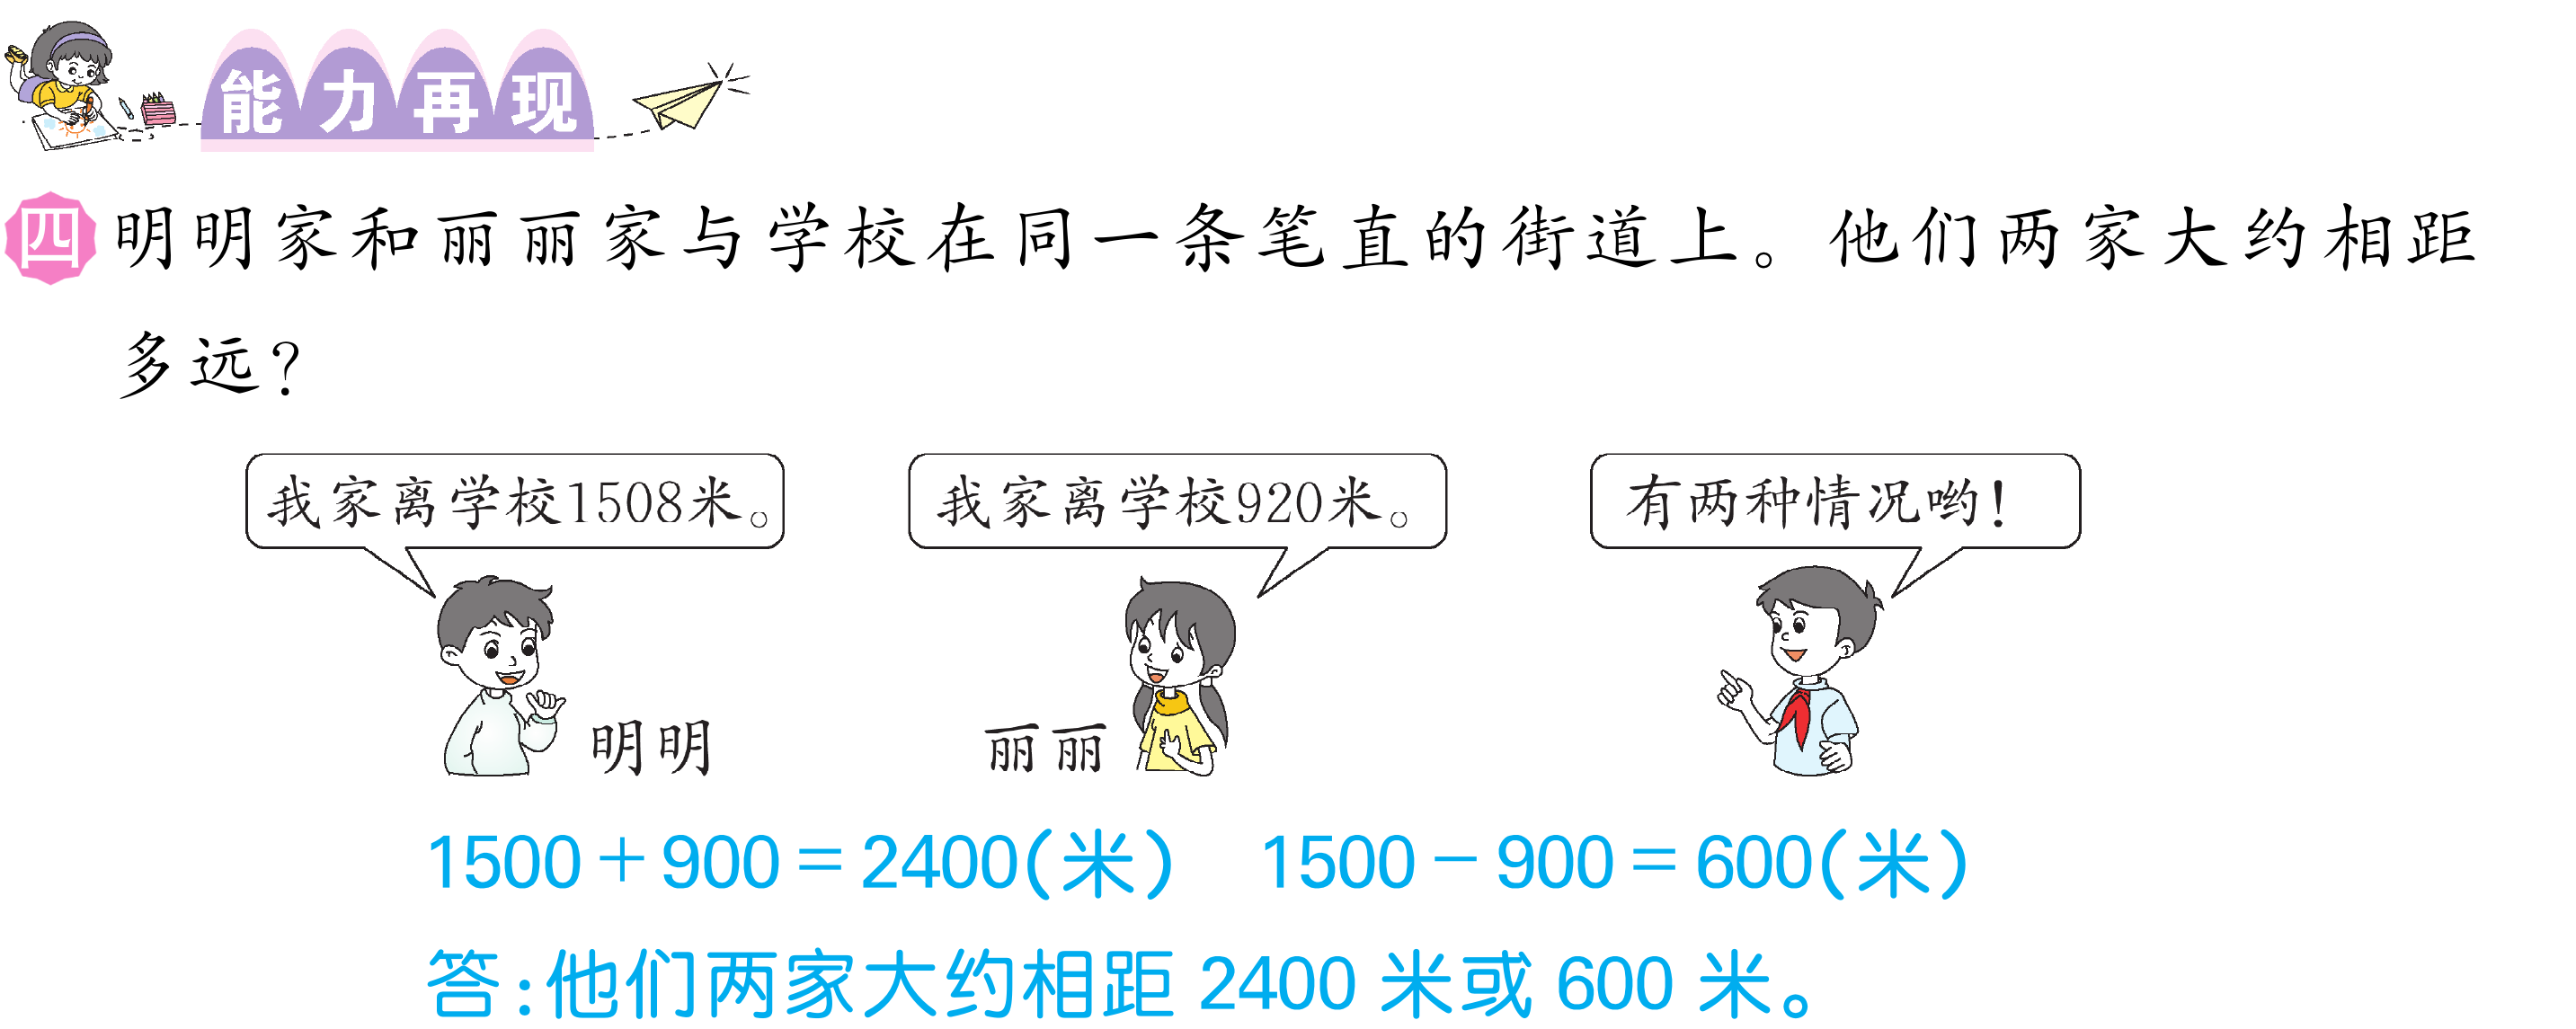 能力再现
四 明明家和丽丽家与学校在同一条笔直的街道上。他们两家大约相距
多远?
我家离学校1508米。
我家离学校920米。
有两种情况哟!
明明
丽丽
1500+900=2400(米) 1500-900=600(米)
答:他们两家大约相距 2400 米或 600 米。